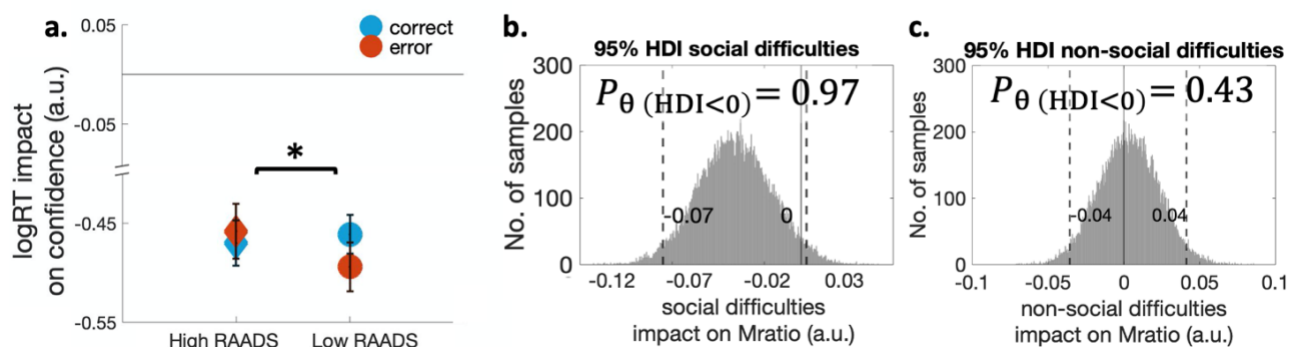 a.
0.05
-0.05
-0.45
-0.55
logRT impact
on confidence (a.u.)
correct
error
*
High RAADS Low RAADS
b.
95% HDI social difficulties
Pθ (HDI<0) = 0.97
300
200
100
0
No. of samples
-0.07 0
-0.12 -0.07 -0.02 0.03
social difficulties
impact on Mratio (a.u.)
c.
95% HDI non-social difficulties
Pθ (HDI<0) = 0.43
300
200
100
0
No. of samples
-0.04 0.04
-0.1 -0.05 0 0.05 0.1
non-social difficulties
impact on Mratio (a.u.)